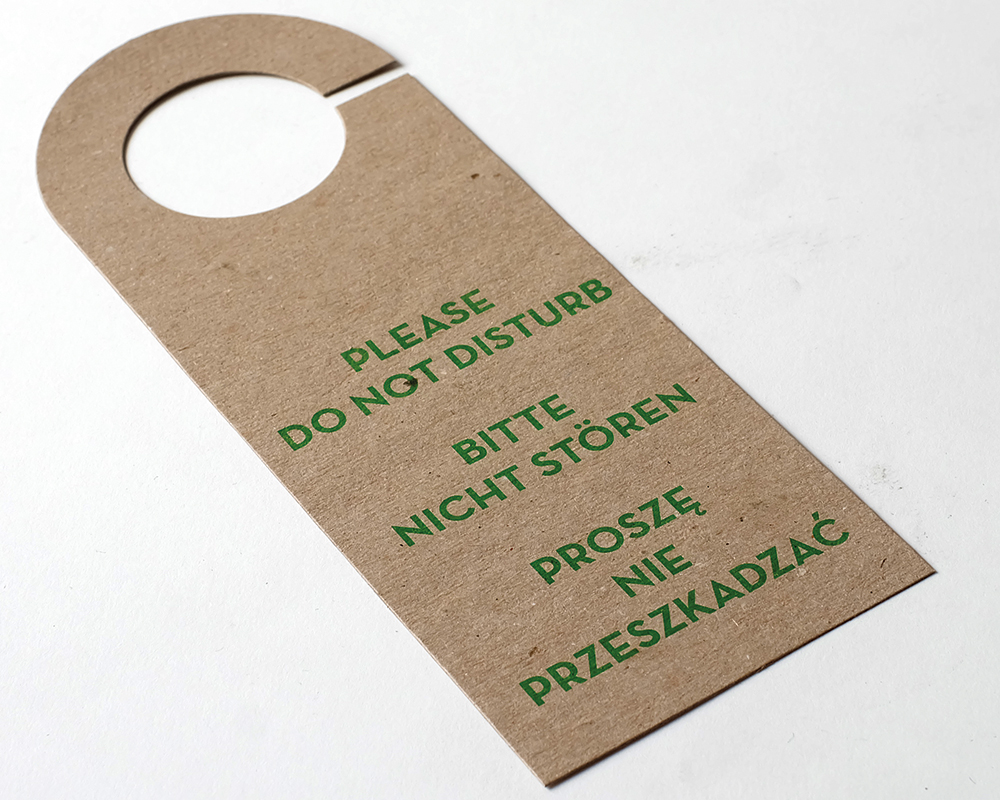 PLEASE
DO NOT DISTURB
BITTE
NICHT STÖREN
PROSZĘ
NIE
PRZESZKADZAĆ